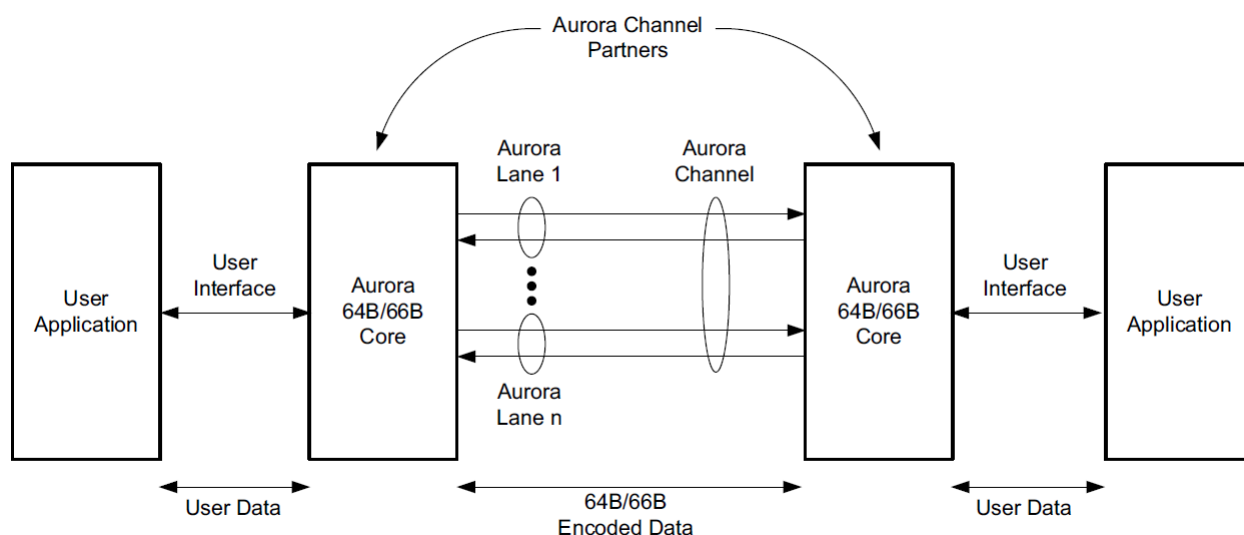 Aurora Channel
Partners
Aurora
Lane 1
Aurora
Channel
User
Application
User
Interface
Aurora
64B/66B
Core
Aurora
64B/66B
Core
User
Interface
User
Application
Aurora
Lane n
User Data
64B/66B
Encoded Data
User Data